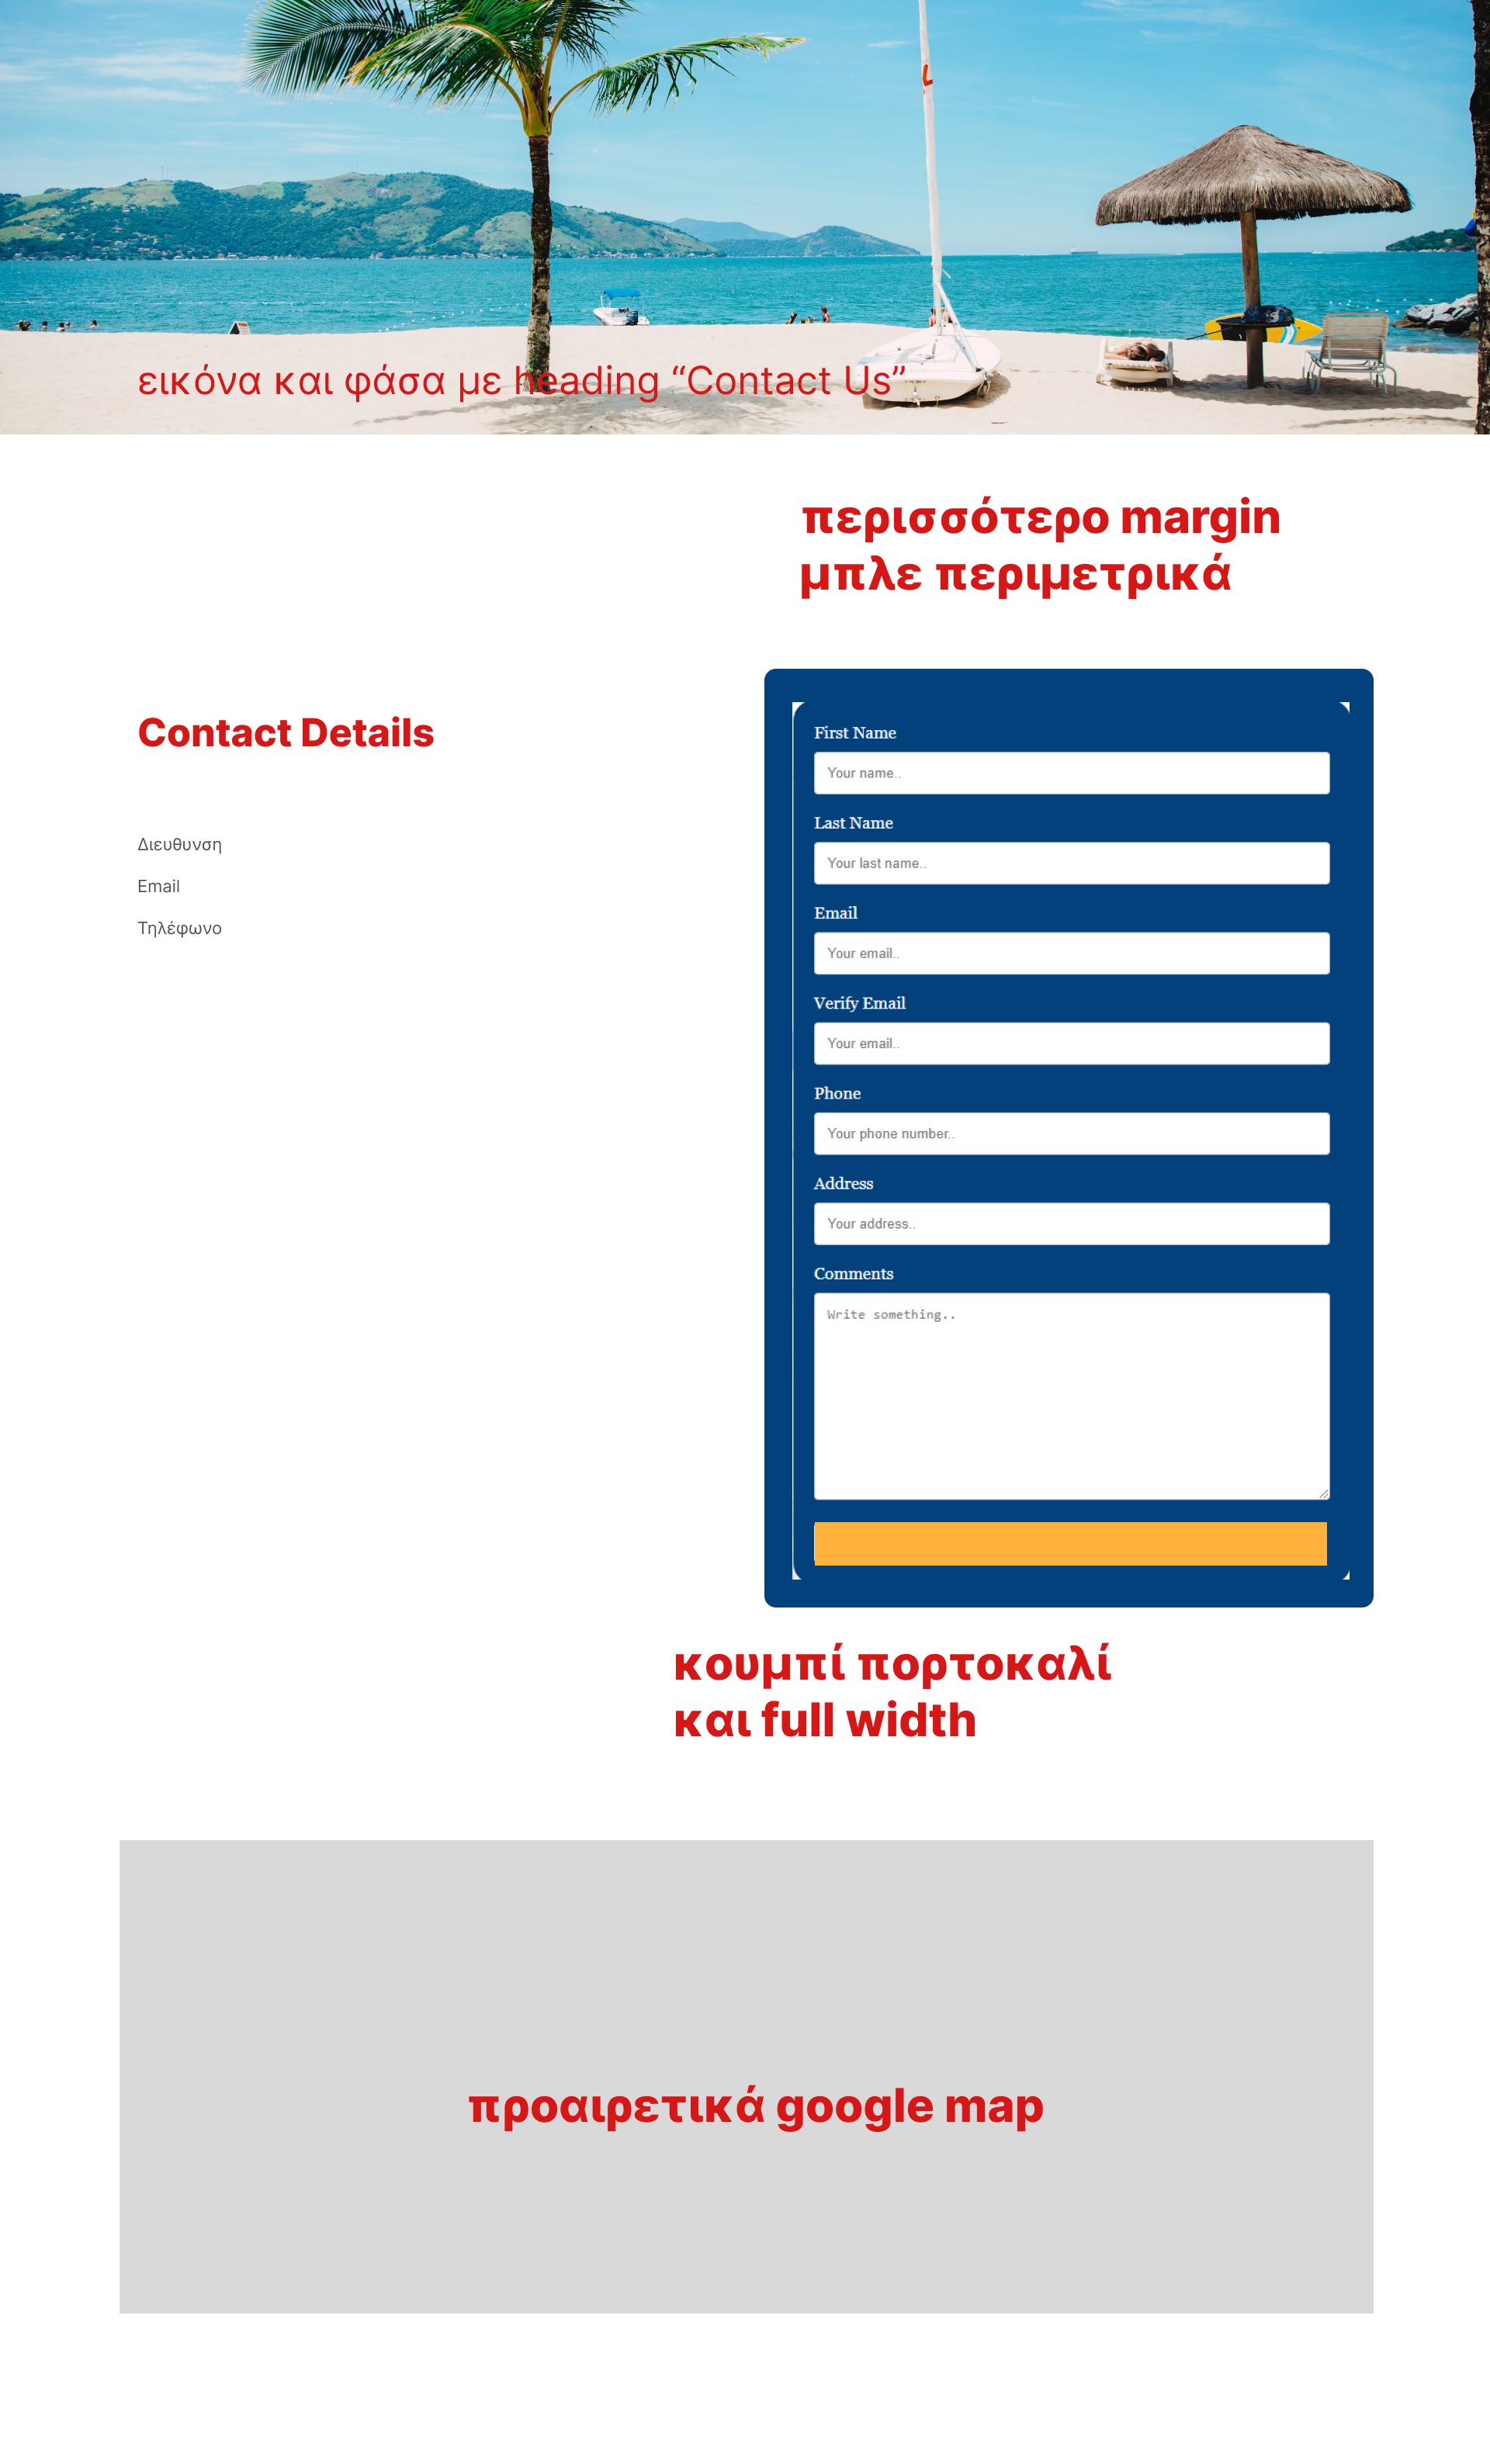 εικόνα και φάσα με heading “Contact Us”
περισσότερο margin
μπλε περιμετρικά
Contact Details
Διευθυνση
Email
Τηλέφωνο
First Name
Your name..
Last Name
Your last name..
Email
Your email..
Verify Email
Your email..
Phone
Your phone number..
Address
Your address..
Comments
Write something..
κουμπί πορτοκαλί
και full width
προαιρετικά google map